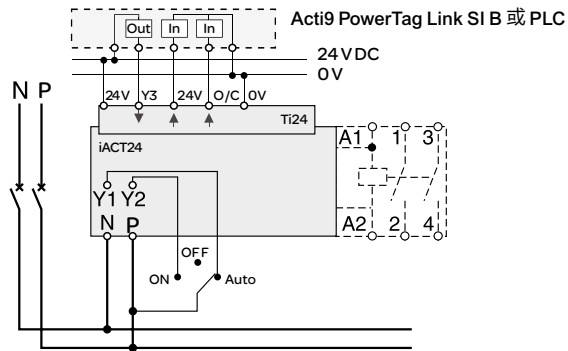 Acti9 PowerTag Link SI B 或 PLC
Out In In
24 V DC
0 V
N P
24V Y3 24V O/C 0V
Ti24
iACT24
A1 1 3
Y1 Y2
N P
A2 2 4
OFF
ON Auto